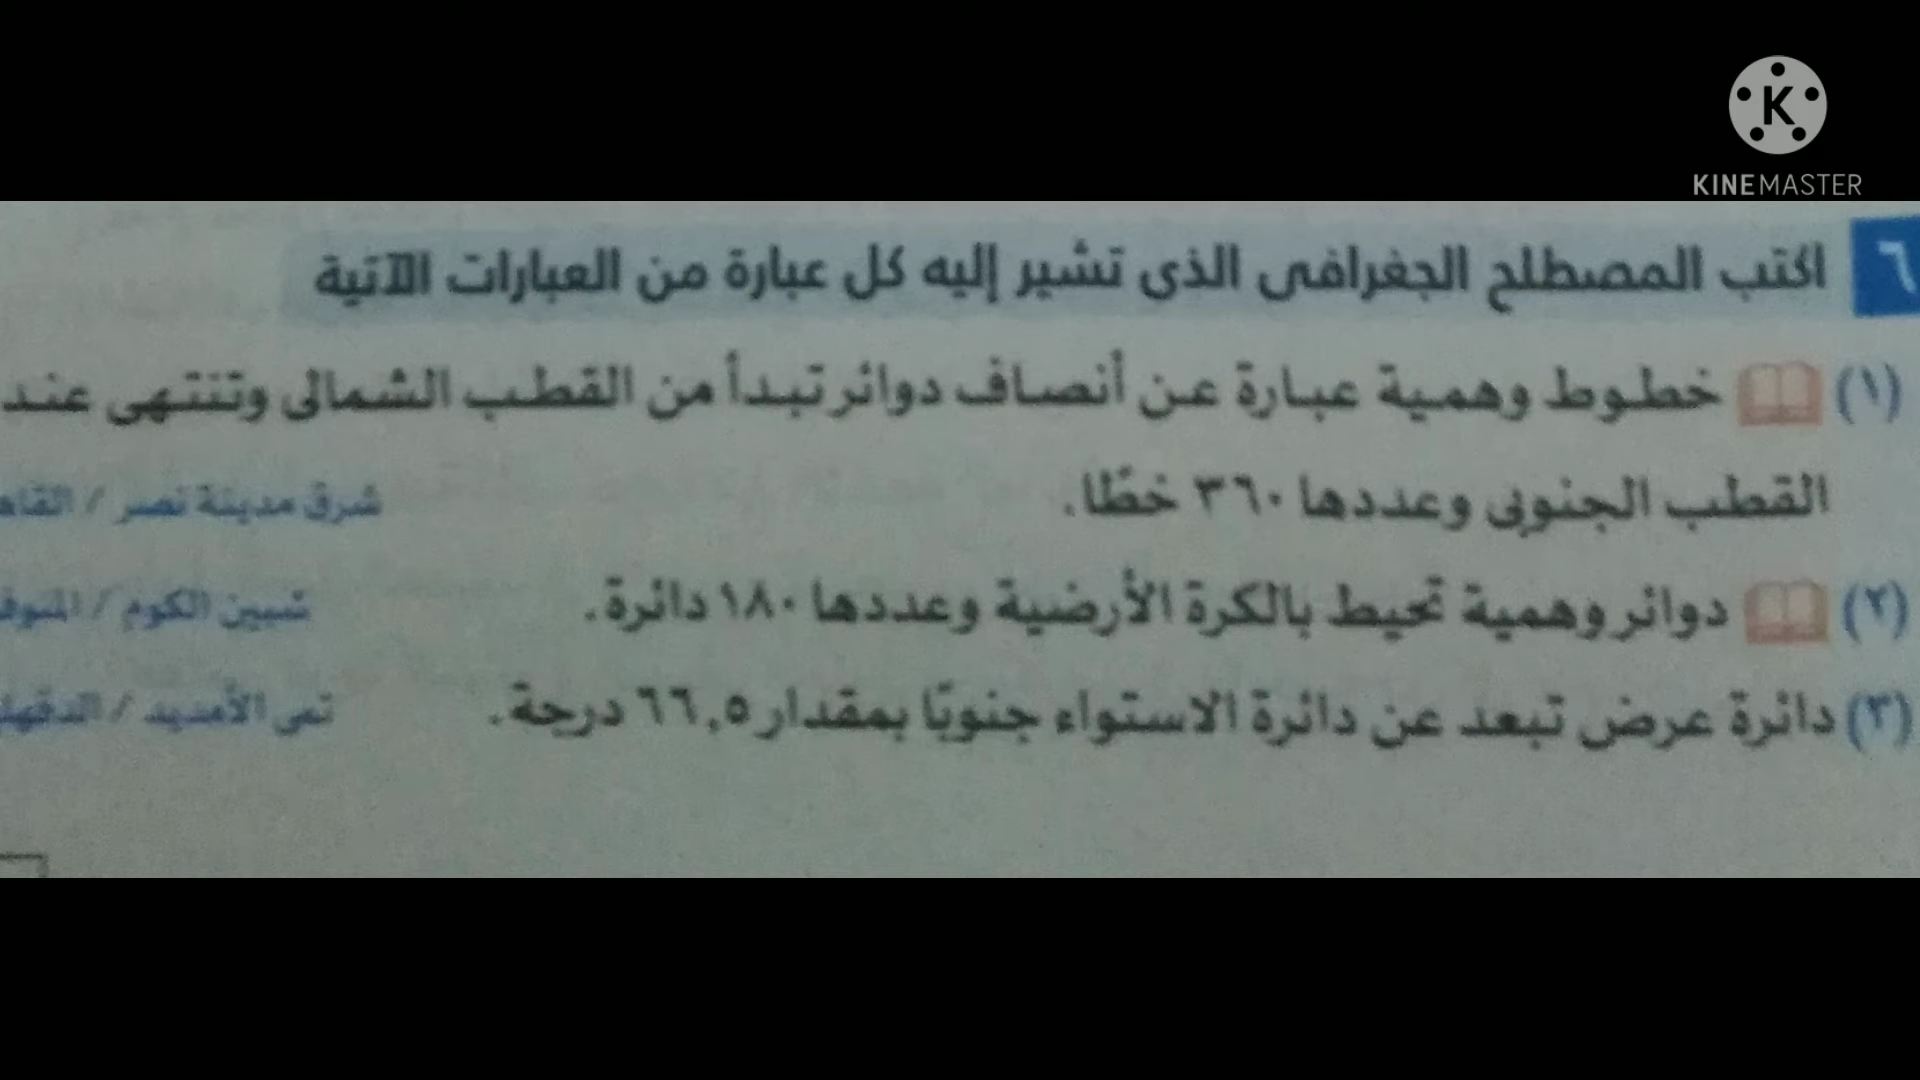 KINEMASTER
٦ اكتب المصطلح الجغرافى الذى تشير إليه كل عبارة من العبارات الآتية
(١) خطوط وهمية عبارة عن أنصاف دوائر تبدأ من القطب الشمالى وتنتهى عند
القطب الجنوبى وعددها ٣٦٠ خطًا. شرق مدينة نصر /
(٢) دوائر وهمية تحيط بالكرة الأرضية وعددها ١٨٠ دائرة. شبين الكوم /
(٣) دائرة عرض تبعد عن دائرة الاستواء جنوبًا بمقدار ٦٦,٥ درجة. تمى الأمديد /